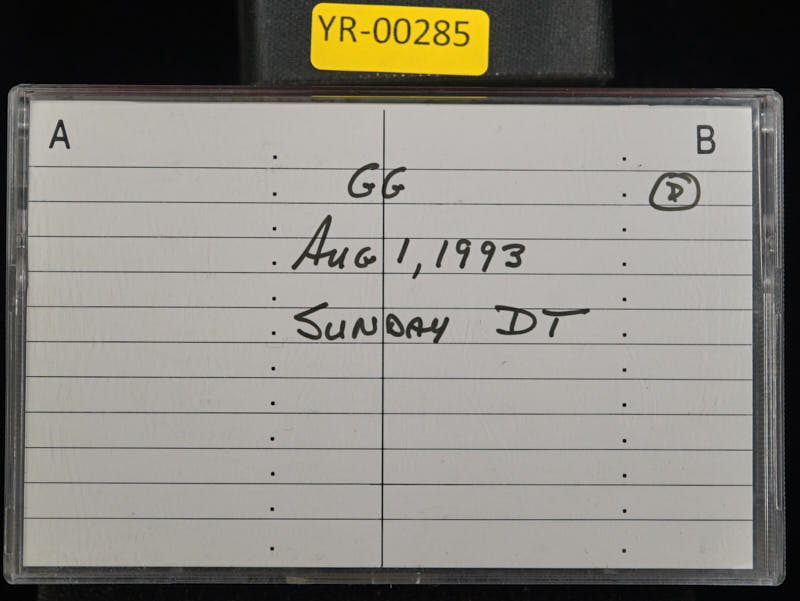 YR-00285
A B
GG
Aug 1, 1993
SUNDAY DT